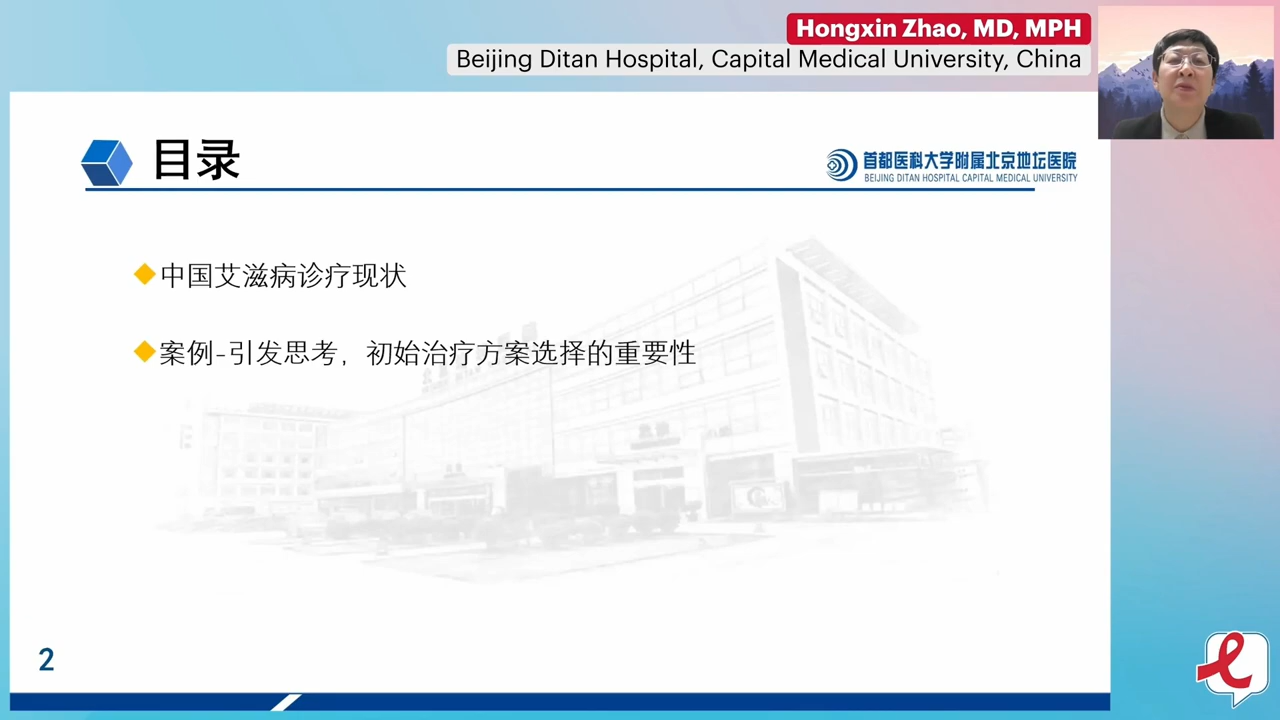 Hongxin Zhao, MD, MPH
Beijing Ditan Hospital, Capital Medical University, China
目录
首都医科大学附属北京地坛医院
BEIJING DITAN HOSPITAL CAPITAL MEDICAL UNIVERSITY
中国艾滋病诊疗现状
案例-引发思考，初始治疗方案选择的重要性
2